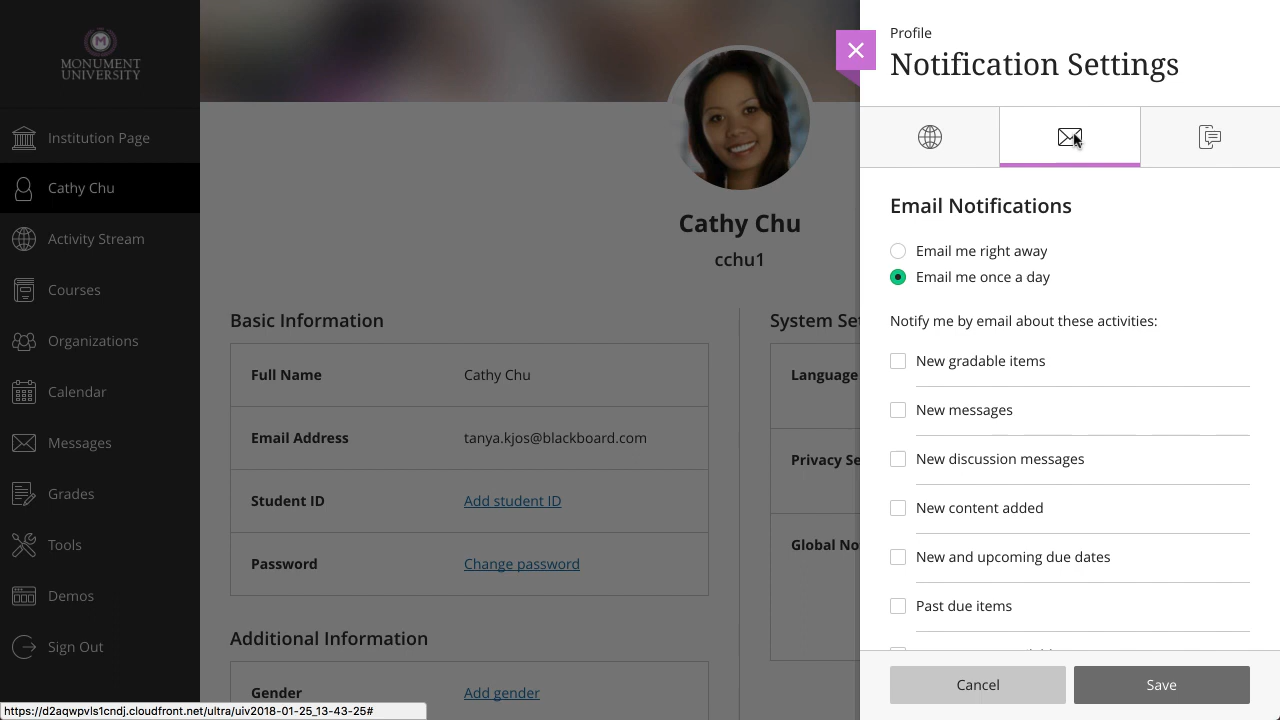 MONUMENT
UNIVERSITY
Institution Page
Cathy Chu
Activity Stream
Courses
Organizations
Calendar
Messages
Grades
Tools
Demos
Sign Out
https://d2aqwpvls1cndj.cloudfront.net/ultra/uiv2018-01-25_13-43-25#
Cathy Chu
cchu1
Basic Information
Full Name Cathy Chu
Email Address tanya.kjos@blackboard.com
Student ID Add student ID
Password Change password
Additional Information
Gender Add gender
System Se
Language
Privacy Se
Global No
Profile
Notification Settings
Email Notifications
Email me right away
Email me once a day
Notify me by email about these activities:
New gradable items
New messages
New discussion messages
New content added
New and upcoming due dates
Past due items
Cancel
Save